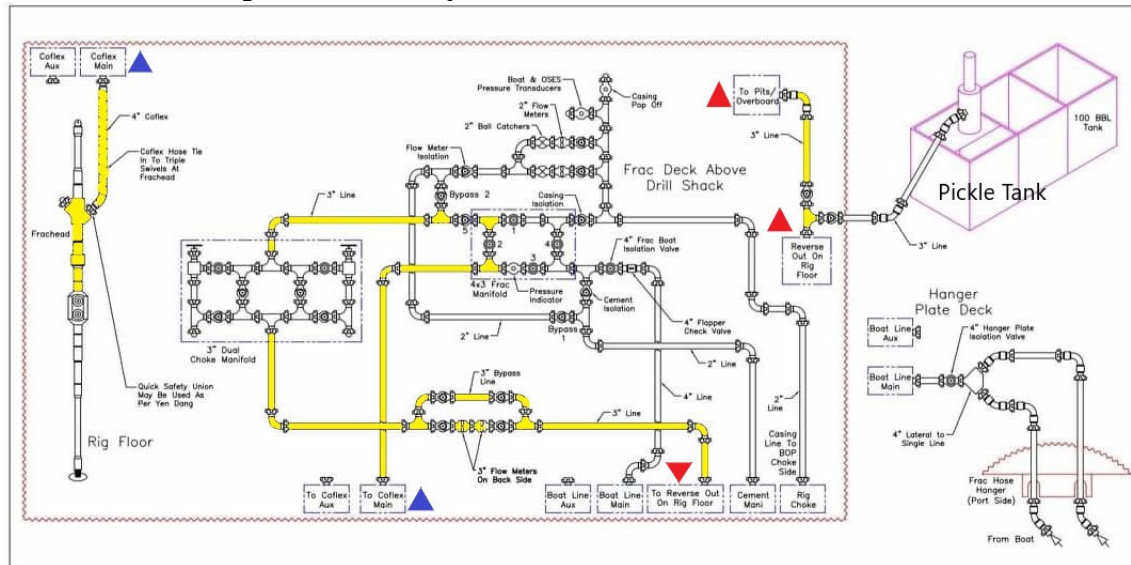 Coflex
Aux
Coflex
Main
4" Coflex
Coflex Hose Tie
In To Triple
Swivels At
Frachead
Frachead
Quick Safety Union
May Be Used As
Per Yen Dang
Rig Floor
3" Line
3" Dual
Choke Manifold
Boat & OSES
Pressure Transducers
Casing
Pop Off
2" Flow
Meters
2" Ball Catchers
Flow Meter
Isolation
Bypass 2
Casing
Isolation
Frac Deck Above
Drill Shack
5
1
2
4
3
4x3 Frac
Manifold
Pressure
Indicator
4" Frac Boat
Isolation Valve
Cement
Isolation
4" Flapper
Check Valve
Bypass
1
2" Line
2" Line
4" Line
2"
Line
Casing
Line To
BOP
Choke
Side
3" Bypass
Line
3" Line
3" Flow Meters
On Back Side
To Coflex
Aux
To Coflex
Main
Boat Line
Aux
Boat Line
Main
To Reverse Out
On Rig Floor
Cement
Mani
Rig
Choke
To Pits/
Overboard
3" Line
Reverse
Out On
Rig
Floor
3" Line
100 BBL
Tank
Pickle Tank
Hanger
Plate Deck
Boat Line
Aux
4" Hanger Plate
Isolation Valve
Boat Line
Main
4" Lateral to
Single Line
Frac Hose
Hanger
(Port Side)
From Boat